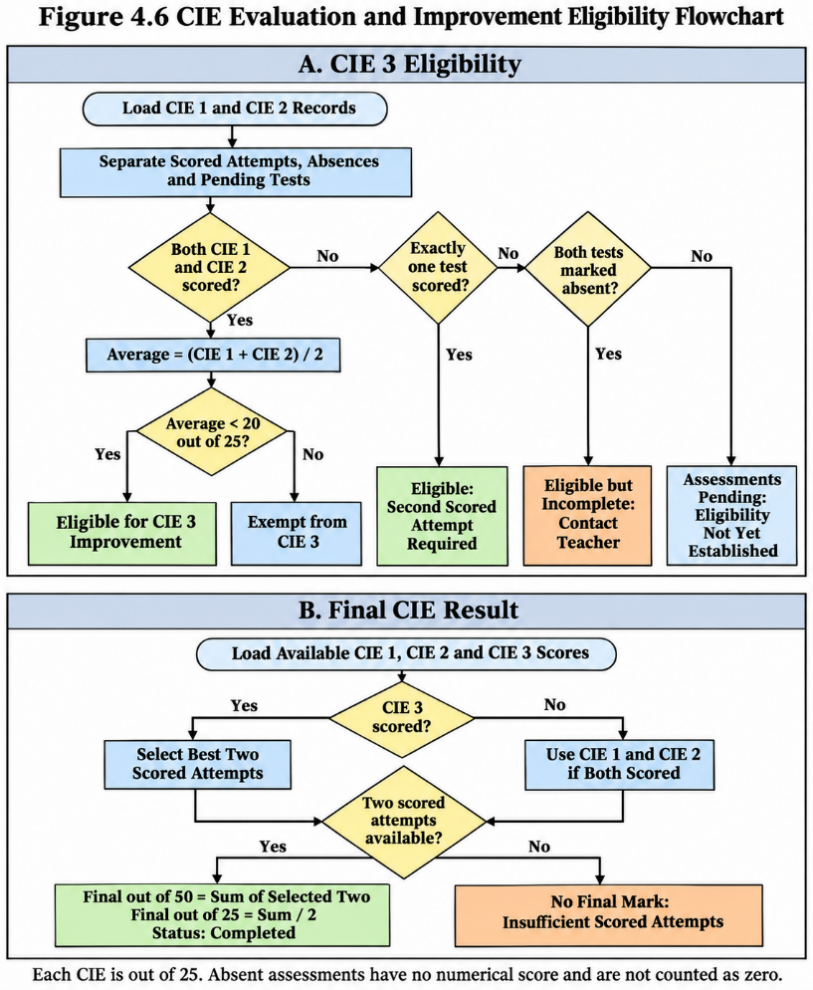 Figure 4.6 CIE Evaluation and Improvement Eligibility Flowchart
A. CIE 3 Eligibility
Load CIE 1 and CIE 2 Records
Separate Scored Attempts, Absences
and Pending Tests
Both CIE 1
and CIE 2
scored?
No
Exactly
one test
scored?
No
Both tests
marked
absent?
No
Yes
Average = (CIE 1 + CIE 2) / 2
Yes
Yes
Average < 20
out of 25?
Yes
No
Eligible for CIE 3
Improvement
Exempt from
CIE 3
Eligible:
Second Scored
Attempt
Required
Eligible but
Incomplete:
Contact
Teacher
Assessments
Pending:
Eligibility
Not Yet
Established
B. Final CIE Result
Load Available CIE 1, CIE 2 and CIE 3 Scores
CIE 3
scored?
Yes
No
Select Best Two
Scored Attempts
Use CIE 1 and CIE 2
if Both Scored
Two scored
attempts
available?
Yes
No
Final out of 50 = Sum of Selected Two
Final out of 25 = Sum / 2
Status: Completed
No Final Mark:
Insufficient Scored Attempts
Each CIE is out of 25. Absent assessments have no numerical score and are not counted as zero.